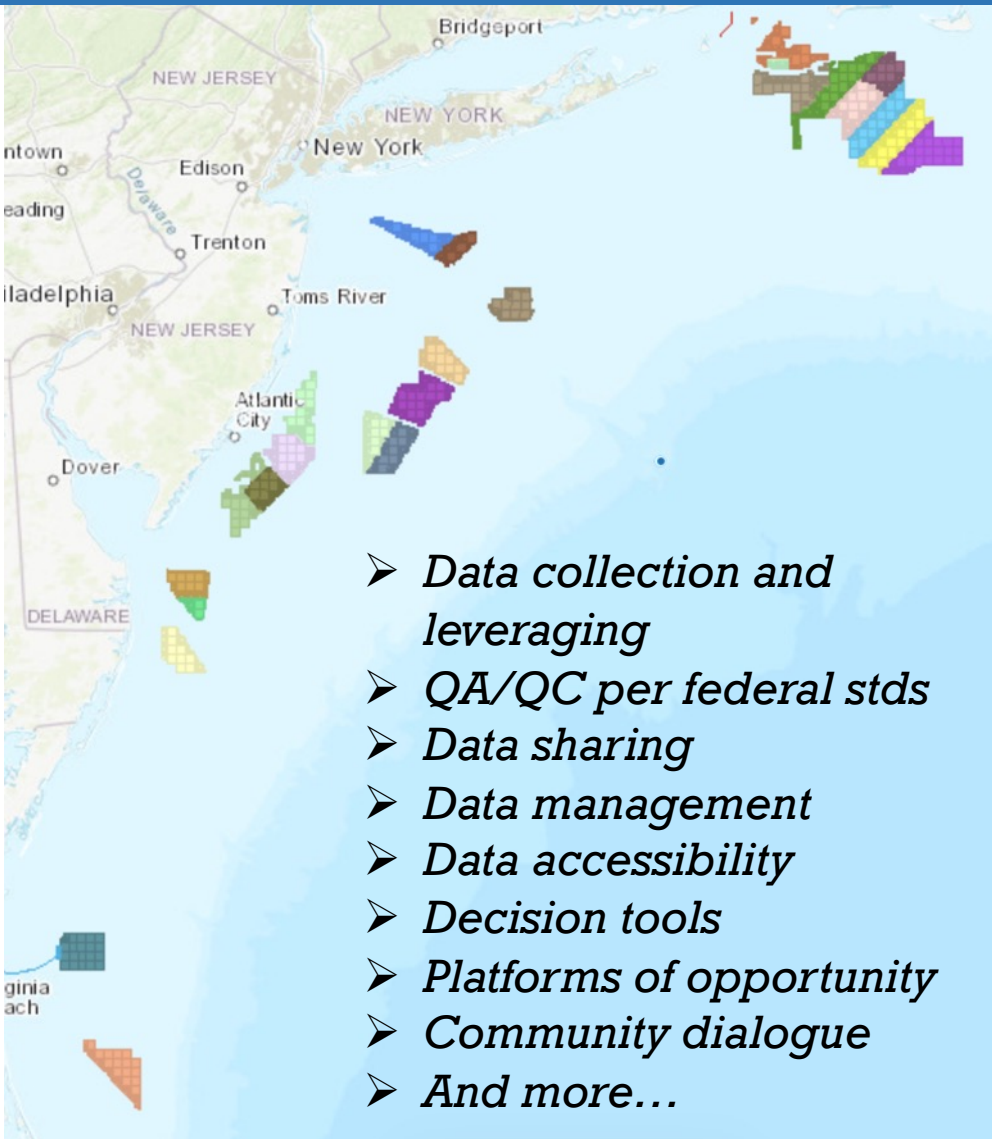 Bridgeport
NEW JERSEY
NEW YORK
New York
ntown
Edison
eading
Delaware
Trenton
iladelphia
Toms River
NEW JERSEY
Atlantic
City
Dover
DELAWARE
ginia
ach
➢ Data collection and
leveraging
➢ QA/QC per federal stds
➢ Data sharing
➢ Data management
➢ Data accessibility
➢ Decision tools
➢ Platforms of opportunity
➢ Community dialogue
➢ And more…